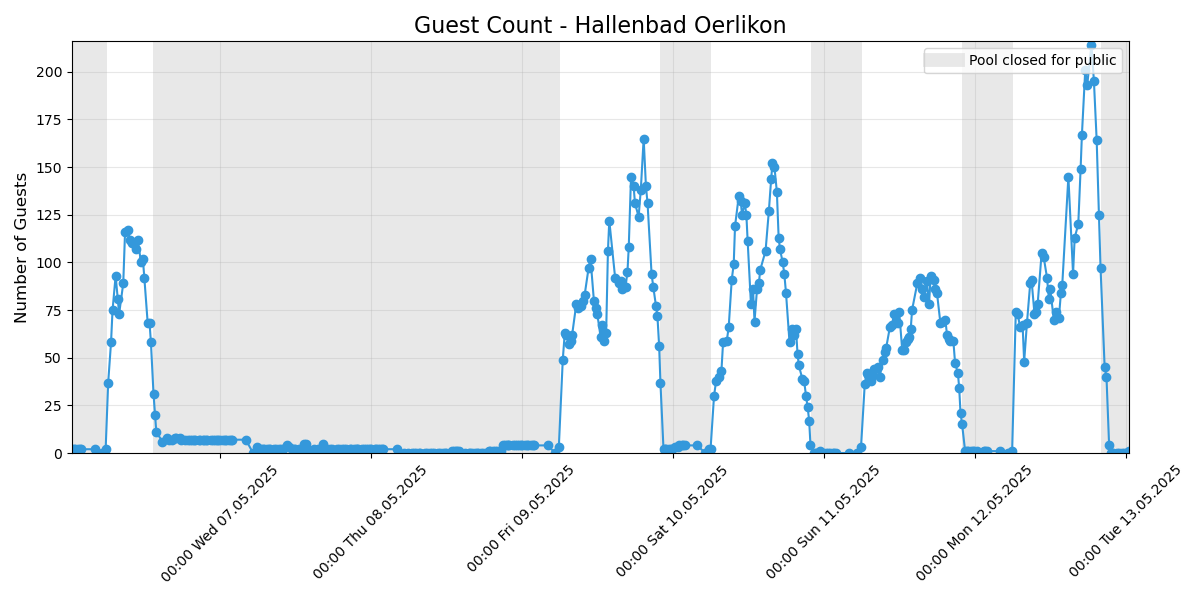 Guest Count - Hallenbad Oerlikon
Pool closed for public
Number of Guests
200
175
150
125
100
75
50
25
0
00:00 Wed 07.05.2025
00:00 Thu 08.05.2025
00:00 Fri 09.05.2025
00:00 Sat 10.05.2025
00:00 Sun 11.05.2025
00:00 Mon 12.05.2025
00:00 Tue 13.05.2025